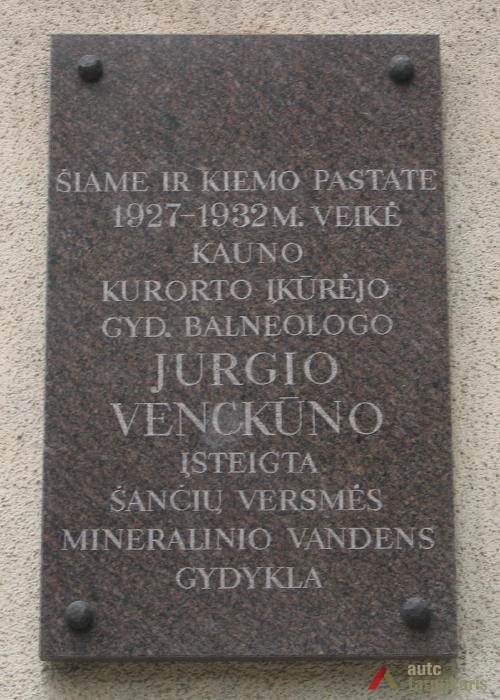 ŠIAME IR KIEMO PASTATE
1927–1932 M. VEIKĖ
KAUNO
KURORTO ĮKŪRĖJO
GYD. BALNEOLOGO
JURGIO
VENCKŪNO
ĮSTEIGTA
ŠANČIŲ VERSMĖS
MINERALINIO VANDENS
GYDYKLA